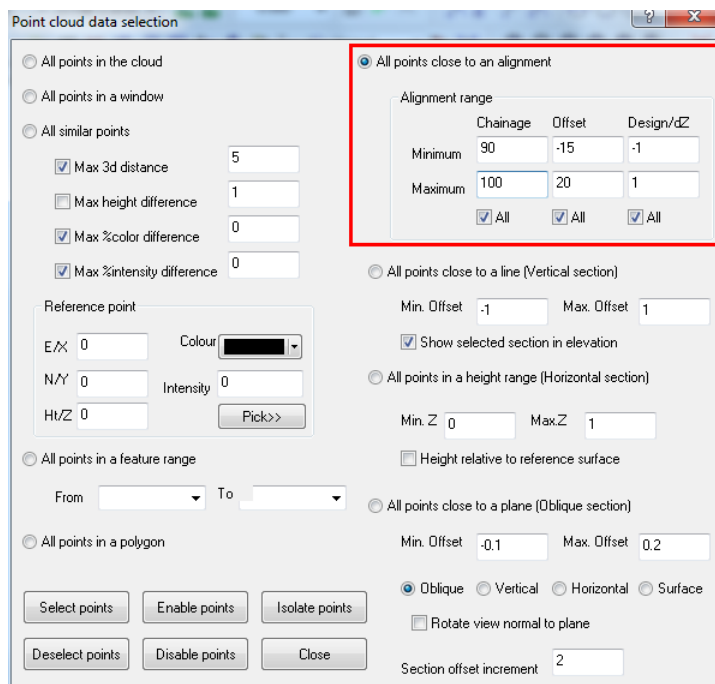 Point cloud data selection
?
X
All points in the cloud
All points in a window
All similar points
Max 3d distance 5
Max height difference 1
Max %color difference 0
Max %intensity difference 0
Reference point
E/X 0 Colour
N/Y 0 Intensity 0
Ht/Z 0 Pick>>
All points in a feature range
From To
All points in a polygon
Select points Enable points Isolate points
Deselect points Disable points Close
All points close to an alignment
Alignment range
Chainage Offset Design/dZ
Minimum 90 -15 -1
Maximum 100 20 1
All All All
All points close to a line (Vertical section)
Min. Offset -1 Max. Offset 1
Show selected section in elevation
All points in a height range (Horizontal section)
Min. Z 0 Max.Z 1
Height relative to reference surface
All points close to a plane (Oblique section)
Min. Offset -0.1 Max. Offset 0.2
Oblique Vertical Horizontal Surface
Rotate view normal to plane
Section offset increment 2